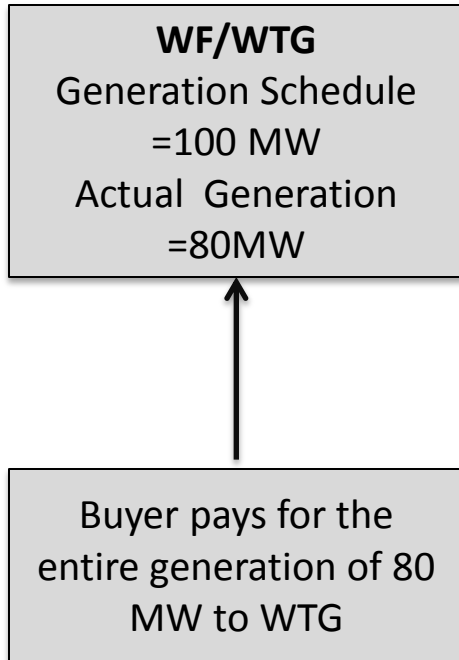 WF/WTG
Generation Schedule
=100 MW
Actual  Generation
=80MW
Buyer pays for the
entire generation of 80
MW to WTG